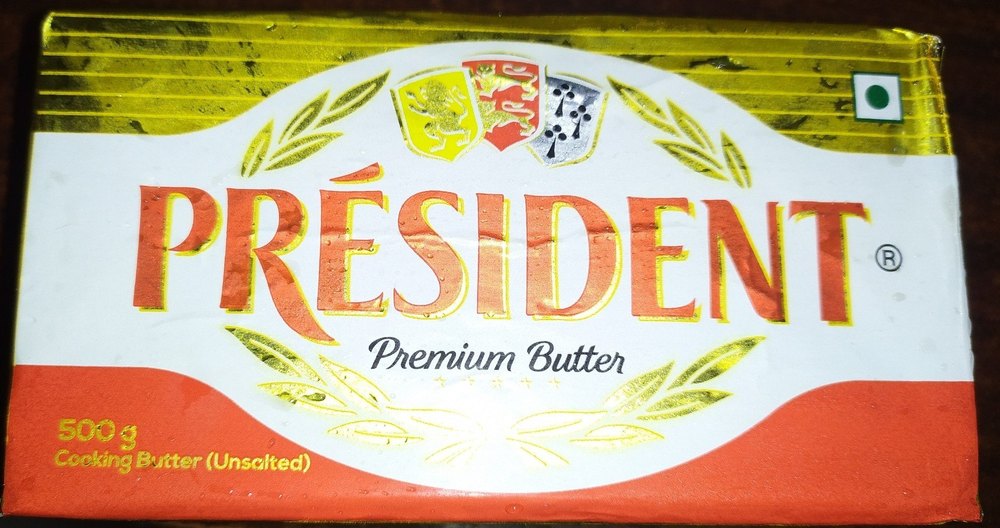 PRÉSIDENT
®
Premium Butter
500 g
Cooking Butter (Unsalted)